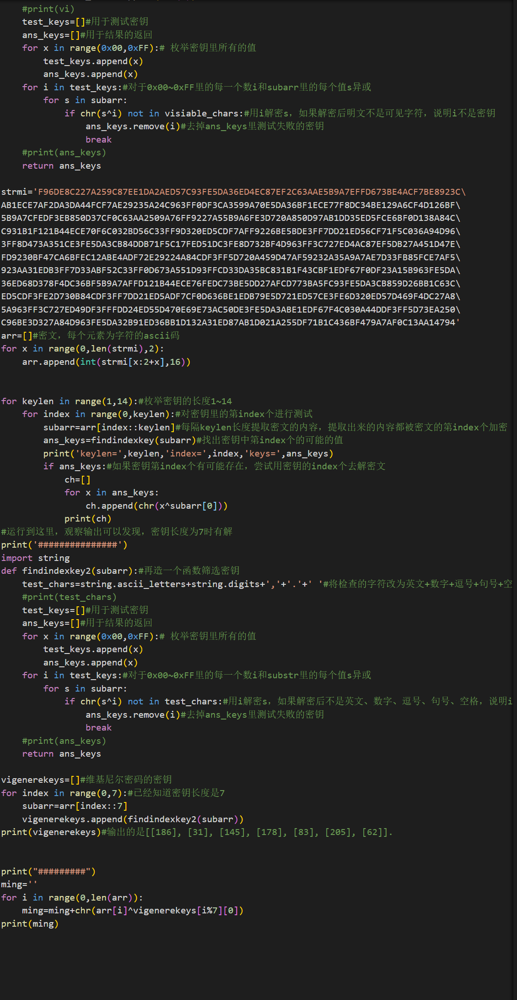 #print(vi)
    test_keys=[]#用于测试密钥
    ans_keys=[]#用于结果的返回
    for x in range(0x00,0xFF):# 枚举密钥里所有的值
        test_keys.append(x)
        ans_keys.append(x)
    for i in test_keys:#对于0x00~0xFF里的每一个数i和subarr里的每个值s异或
        for s in subarr:
            if chr(s^i) not in visiable_chars:#用i解密s，如果解密后明文不是可见字符，说明i不是密钥
                ans_keys.remove(i)#去掉ans_keys里测试失败的密钥
                break
    #print(ans_keys)
    return ans_keys
strmi='F96DE8C227A259C87EE1DA2AED57C93FE5DA36ED4EC87EF2C63AAE5B9A7EFFD673BE4ACF7BE8923C\
AB1ECE7AF2DA3DA44FCF7AE29235A24C963FF0DF3CA3599A70E5DA36BF1ECE77F8DC34BE129A6CF4D126BF\
5B9A7CFEDF3EB850D37CF0C63AA2509A76FF9227A55B9A6FE3D720A850D97AB1DD35ED5FCE6BF0D138A84C\
C931B1F121B44ECE70F6C032BD56C33FF9D320ED5CDF7AFF9226BE5BDE3FF7DD21ED56CF71F5C036A94D96\
3FF8D473A351CE3FE5DA3CB84DDB71F5C17FED51DC3FE8D732BF4D963FF3C727ED4AC87EF5DB27A451D47E\
FD9230BF47CA6BFEC12ABE4ADF72E29224A84CDF3FF5D720A459D47AF59232A35A9A7AE7D33FB85FCE7AF5\
923AA31EDB3FF7D33ABF52C33FF0D673A551D93FFCD33DA35BC831B1F43CBF1EDF67F0DF23A15B963FE5DA\
36ED68D378F4DC36BF5B9A7AFFD121B44ECE76FEDC73BE5DD27AFCD773BA5FC93FE5DA3CB859D26BB1C63C\
ED5CDF3FE2D730B84CDF3FF7DD21ED5ADF7CF0D636BE1EDB79E5D721ED57CE3FE6D320ED57D469F4DC27A8\
5A963FF3C727ED49DF3FFFDD24ED55D470E69E73AC50DE3FE5DA3ABE1EDF67F4C030A44DDF3FF5D73EA250\
C96BE3D327A84D963FE5DA32B91ED36BB1D132A31ED87AB1D021A255DF71B1C436BF479A7AF0C13AA14794'
arr=[]#密文，每个元素为字符的ascii码
for x in range(0,len(strmi),2):
    arr.append(int(strmi[x:2+x],16))
for keylen in range(1,14):#枚举密钥的长度1~14
    for index in range(0,keylen):#对密钥里的第index个进行测试
        subarr=arr[index::keylen]#每隔keylen长度提取密文的内容，提取出来的内容都被密文的第index个加密
        ans_keys=findindexkey(subarr)#找出密钥中第index个的可能的值
        print('keylen=',keylen,'index=',index,'keys=',ans_keys)
        if ans_keys:#如果密钥第index个有可能存在，尝试用密钥的index个去解密文
            ch=[]
            for x in ans_keys:
                ch.append(chr(x^subarr[0]))
            print(ch)
#运行到这里，观察输出可以发现，密钥长度为7时有解
print('###############')
import string
def findindexkey2(subarr):#再造一个函数筛选密钥
    test_chars=string.ascii_letters+string.digits+','+'.'+' '#将检查的字符改为英文+数字+逗号+句号+空
    #print(test_chars)
    test_keys=[]#用于测试密钥
    ans_keys=[]#用于结果的返回
    for x in range(0x00,0xFF):# 枚举密钥里所有的值
        test_keys.append(x)
        ans_keys.append(x)
    for i in test_keys:#对于0x00~0xFF里的每一个数i和substr里的每个值s异或
        for s in subarr:
            if chr(s^i) not in test_chars:#用i解密s，如果解密后不是英文、数字、逗号、句号、空格，说明i
                ans_keys.remove(i)#去掉ans_keys里测试失败的密钥
                break
    #print(ans_keys)
    return ans_keys
vigenerekeys=[]#维基尼尔密码的密钥
for index in range(0,7):#已经知道密钥长度是7
    subarr=arr[index::7]
    vigenerekeys.append(findindexkey2(subarr))
print(vigenerekeys)#输出的是[[186], [31], [145], [178], [83], [205], [62]].
print("#########")
ming=''
for i in range(0,len(arr)):
    ming=ming+chr(arr[i]^vigenerekeys[i%7][0])
print(ming)